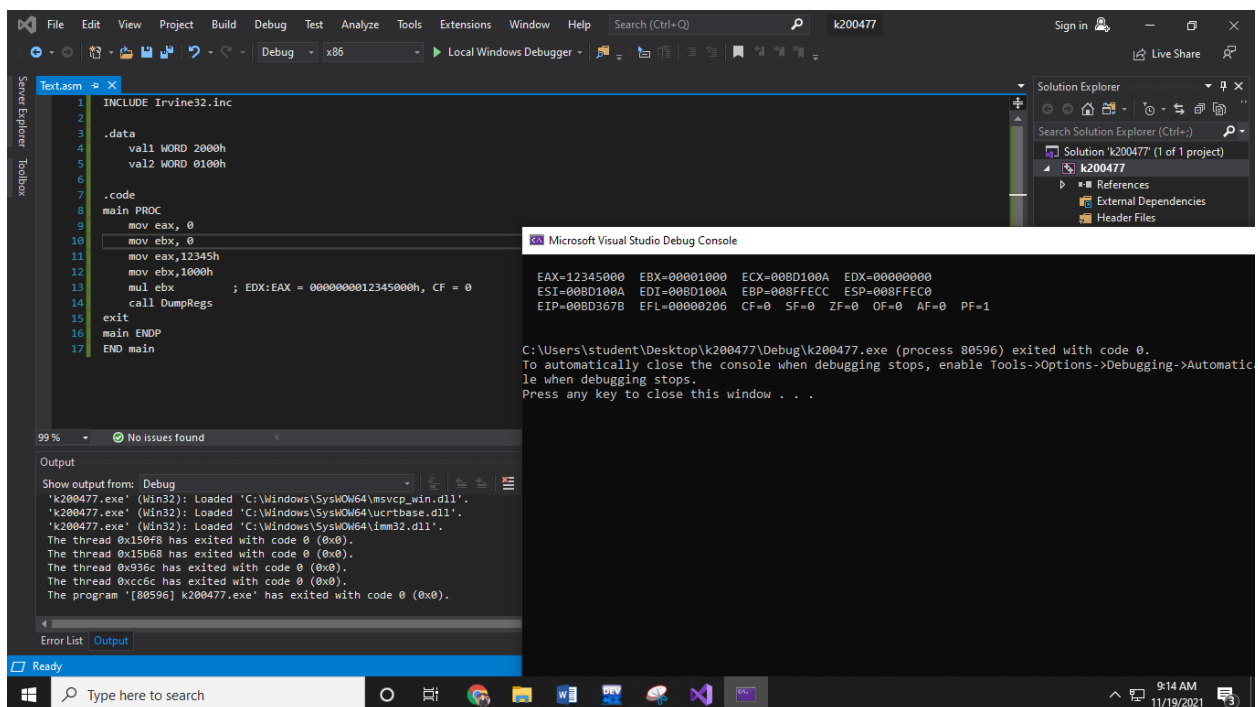 File Edit View Project Build Debug Test Analyze Tools Extensions Window Help Search (Ctrl+Q) k200477 Sign in
Debug x86 Local Windows Debugger Live Share
Server Explorer
Toolbox
Text.asm
1 INCLUDE Irvine32.inc
2
3 .data
4 val1 WORD 2000h
5 val2 WORD 0100h
6
7 .code
8 main PROC
9 mov eax, 0
10 mov ebx, 0
11 mov eax,12345h
12 mov ebx,1000h
13 mul ebx ; EDX:EAX = 0000000012345000h, CF = 0
14 call DumpRegs
15 exit
16 main ENDP
17 END main
99 % No issues found
Output
Show output from: Debug
'k200477.exe' (Win32): Loaded 'C:\Windows\SysWOW64\msvcp_win.dll'.
'k200477.exe' (Win32): Loaded 'C:\Windows\SysWOW64\ucrtbase.dll'.
'k200477.exe' (Win32): Loaded 'C:\Windows\SysWOW64\imm32.dll'.
The thread 0x150f8 has exited with code 0 (0x0).
The thread 0x15b68 has exited with code 0 (0x0).
The thread 0x936c has exited with code 0 (0x0).
The thread 0xcc6c has exited with code 0 (0x0).
The program '[80596] k200477.exe' has exited with code 0 (0x0).
Error List Output
Ready
Solution Explorer
Search Solution Explorer (Ctrl+;)
Solution 'k200477' (1 of 1 project)
k200477
References
External Dependencies
Header Files
Microsoft Visual Studio Debug Console
EAX=12345000 EBX=00001000 ECX=00BD100A EDX=00000000
ESI=00BD100A EDI=00BD100A EBP=008FFECC ESP=008FFEC0
EIP=00BD367B EFL=00000206 CF=0 SF=0 ZF=0 OF=0 AF=0 PF=1
C:\Users\student\Desktop\k200477\Debug\k200477.exe (process 80596) exited with code 0.
To automatically close the console when debugging stops, enable Tools->Options->Debugging->Automatica
le when debugging stops.
Press any key to close this window . . .
Type here to search
DEV
9:14 AM
11/19/2021
3